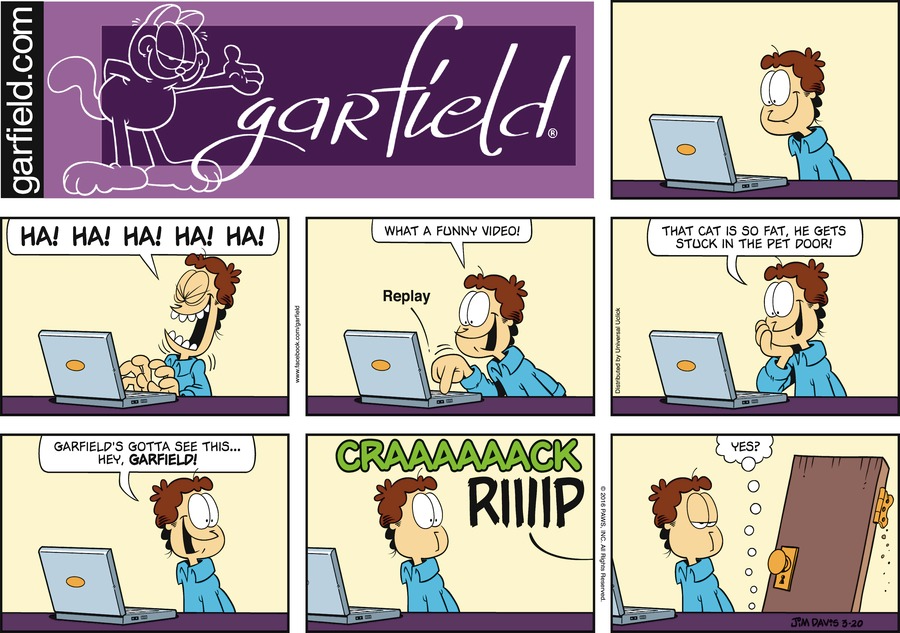 garfield.com
garfield®
HA! HA! HA! HA! HA!
www.facebook.com/garfield
WHAT A FUNNY VIDEO!
Replay
THAT CAT IS SO FAT, HE GETS
STUCK IN THE PET DOOR!
Distributed by Universal Uclick
GARFIELD'S GOTTA SEE THIS...
HEY, GARFIELD!
CRAAAAAAACK
RIIIIP
© 2016 PAWS, INC. All Rights Reserved.
YES?
JIM DAVIS 3-20